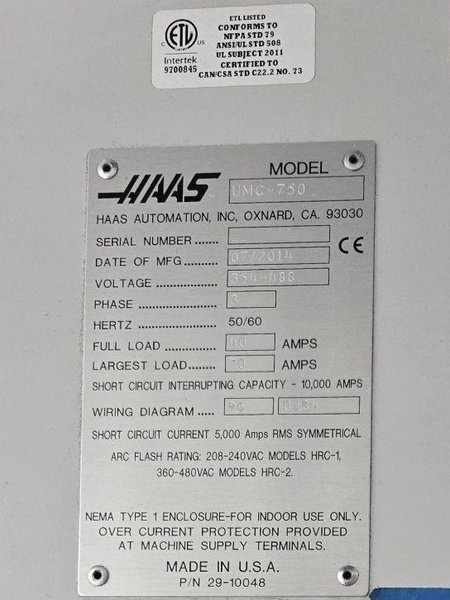 ETL LISTED
CONFORMS TO
NFPA STD 79
ANSI/UL STD 508
UL SUBJECT 2011
CERTIFIED TO
CAN/CSA STD C22.2 NO. 73
C ETL US
Intertek
9700845
HAAS
MODEL UMC-750
HAAS AUTOMATION, INC, OXNARD, CA. 93030
SERIAL NUMBER
CE
DATE OF MFG 07/2016
VOLTAGE
PHASE 3
HERTZ 50/60
FULL LOAD AMPS
LARGEST LOAD AMPS
SHORT CIRCUIT INTERRUPTING CAPACITY - 10,000 AMPS
WIRING DIAGRAM
SHORT CIRCUIT CURRENT 5,000 Amps RMS SYMMETRICAL
ARC FLASH RATING: 208-240VAC MODELS HRC-1,
360-480VAC MODELS HRC-2.
NEMA TYPE 1 ENCLOSURE-FOR INDOOR USE ONLY.
OVER CURRENT PROTECTION PROVIDED
AT MACHINE SUPPLY TERMINALS.
MADE IN U.S.A.
P/N 29-10048